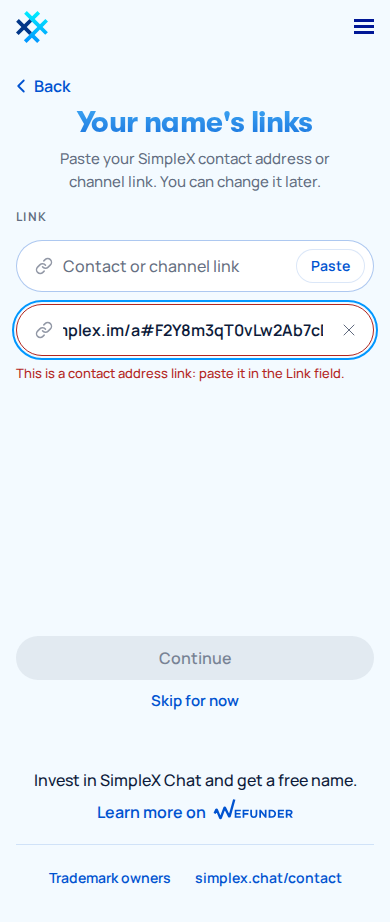 Back
Your name's links
Paste your SimpleX contact address or
channel link. You can change it later.
LINK
Contact or channel link
Paste
nplex.im/a#F2Y8m3qT0vLw2Ab7cI
This is a contact address link: paste it in the Link field.
Continue
Skip for now
Invest in SimpleX Chat and get a free name.
Learn more on WEFUNDER
Trademark owners
simplex.chat/contact